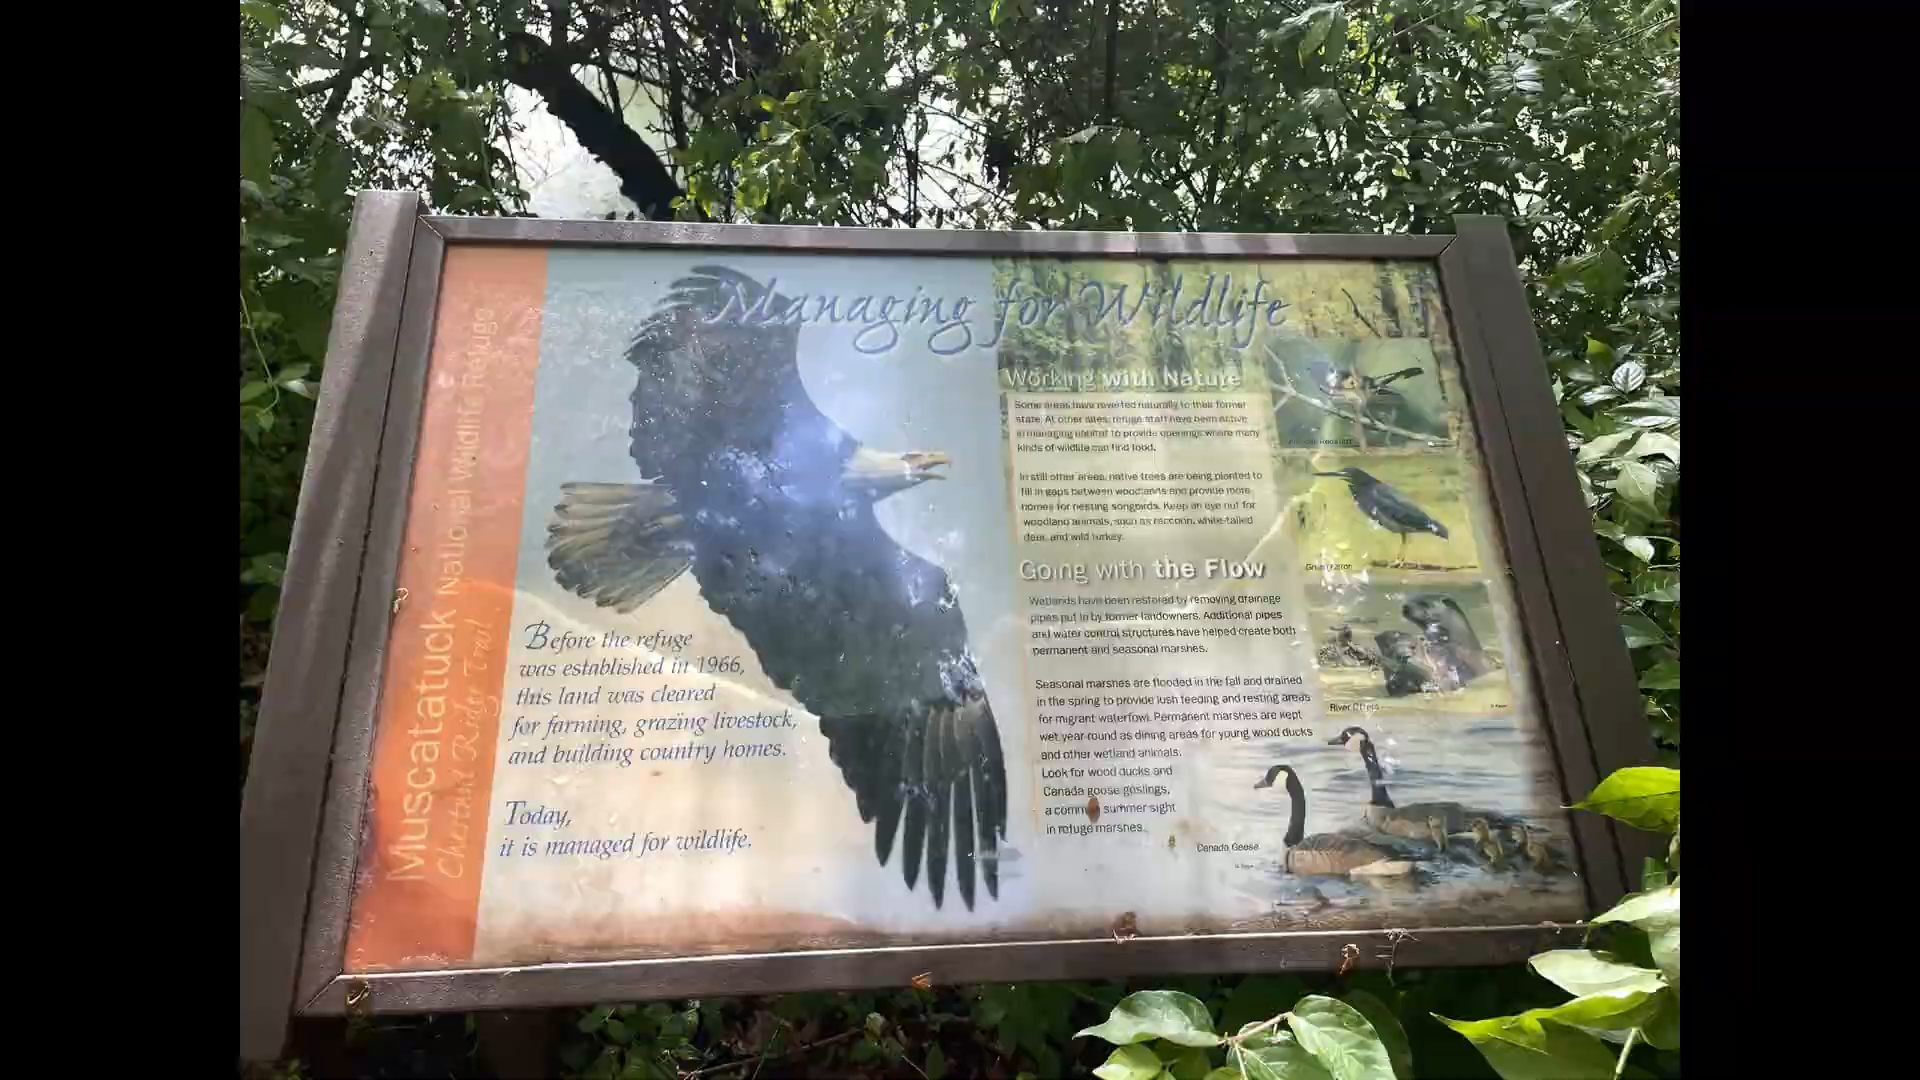 Managing for Wildlife
Muscatatuck National Wildlife Refuge
Chestnut Ridge Trail
Before the refuge
was established in 1966,
this land was cleared
for farming, grazing livestock,
and building country homes.
Today,
it is managed for wildlife.
Working with Nature
Some areas have reverted naturally to their former
state. At other sites, refuge staff have been active
in managing habitat to provide openings where many
kinds of wildlife can find food.
In still other areas, native trees are being planted to
fill in gaps between woodlands and provide more
homes for nesting songbirds. Keep an eye out for
woodland animals, such as raccoon, white-tailed
deer, and wild turkey.
Going with the Flow
Wetlands have been restored by removing drainage
pipes put in by former landowners. Additional pipes
and water control structures have helped create both
permanent and seasonal marshes.
Seasonal marshes are flooded in the fall and drained
in the spring to provide lush feeding and resting areas
for migrant waterfowl. Permanent marshes are kept
wet year-round as dining areas for young wood ducks
and other wetland animals.
Look for wood ducks and
Canada goose goslings,
a common summer sight
in refuge marshes.
American Redstart
Green Heron
River Otters
Canada Geese